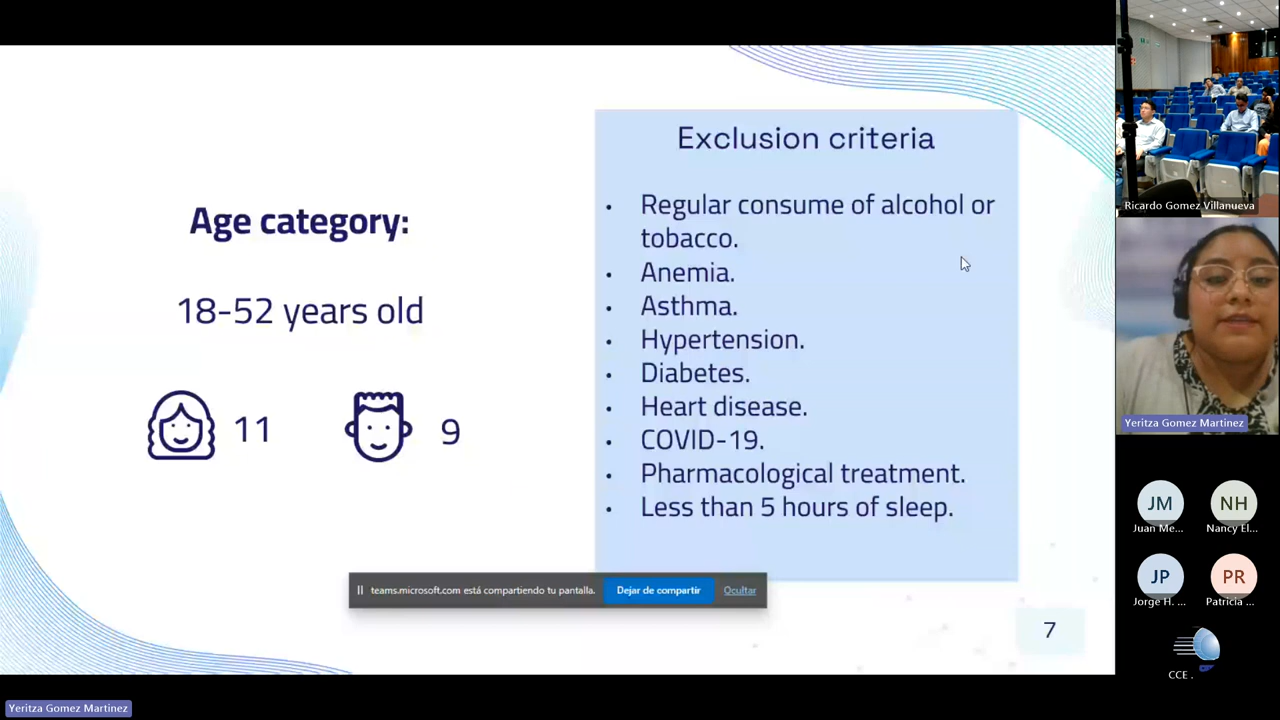 Exclusion criteria
Age category:
18-52 years old
11
9
• Regular consume of alcohol or
tobacco.
• Anemia.
• Asthma.
• Hypertension.
• Diabetes.
• Heart disease.
• COVID-19.
• Pharmacological treatment.
• Less than 5 hours of sleep.
teams.microsoft.com está compartiendo tu pantalla.
Dejar de compartir
Ocultar
7
Ricardo Gomez Villanueva
Yeritza Gomez Martinez
JM
Juan Me...
NH
Nancy El...
JP
Jorge H. ...
PR
Patricia ...
CCE .
Yeritza Gomez Martinez